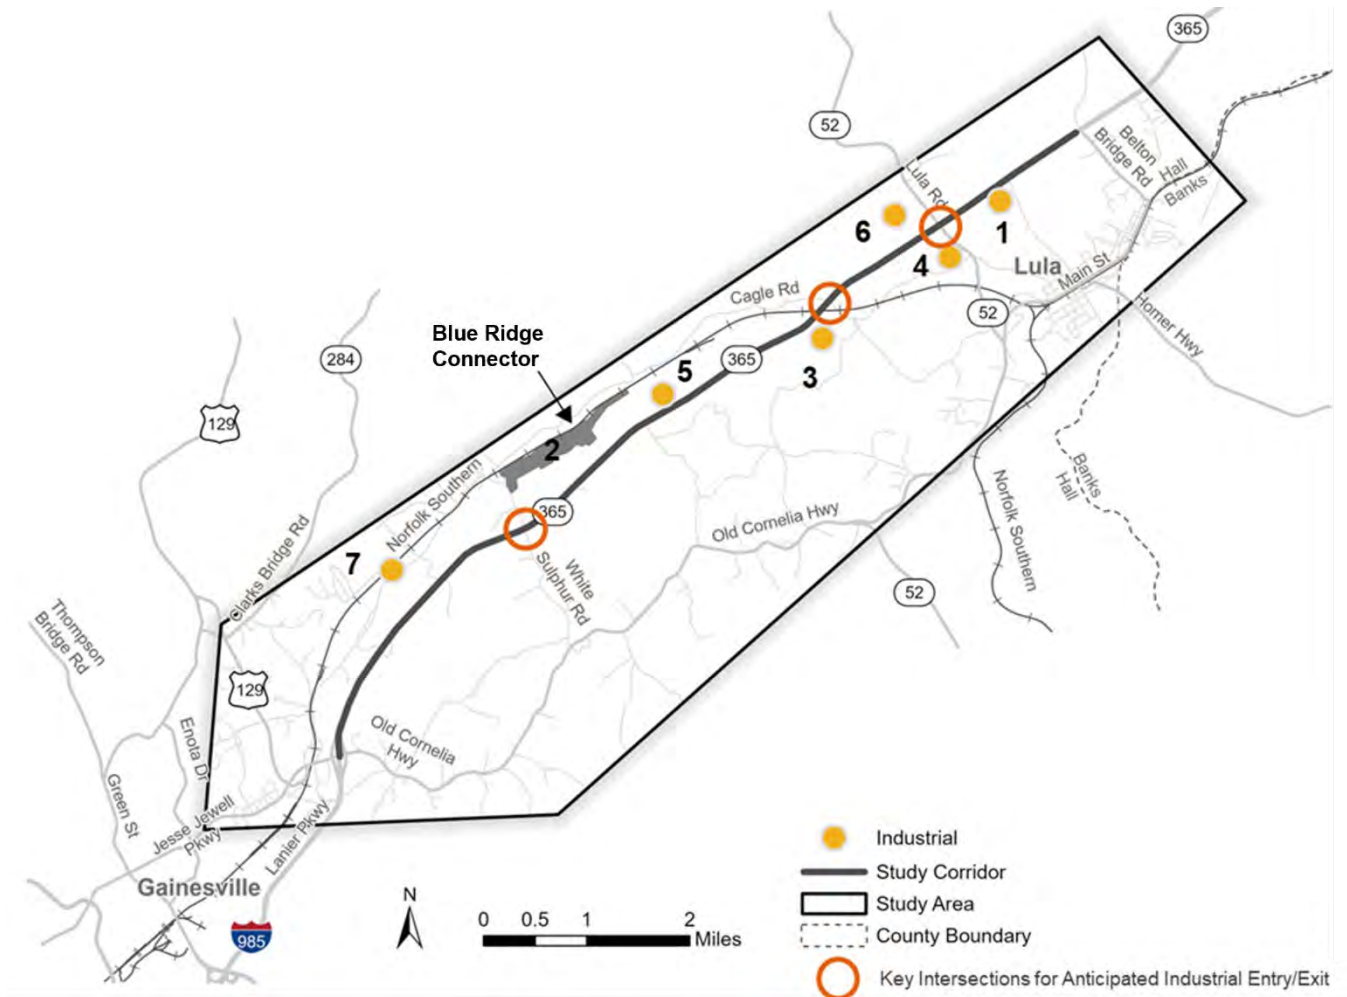 365
52
Lula Rd
Belton
Bridge Rd
Hall
Banks
6
1
4
Lula
Main St
Cagle Rd
52
Homer Hwy
Blue Ridge
Connector
284
365
5
3
129
2
Norfolk Southern
365
Old Cornelia Hwy
Banks
Hall
Norfolk Southern
7
White
Sulphur Rd
52
Clarks Bridge Rd
Thompson
Bridge Rd
129
Enota Dr
Old Cornelia
Hwy
Green St
Jesse Jewell
Pkwy
Lanier Pkwy
Gainesville
985
N
0 0.5 1 2
Miles
Industrial
Study Corridor
Study Area
County Boundary
Key Intersections for Anticipated Industrial Entry/Exit